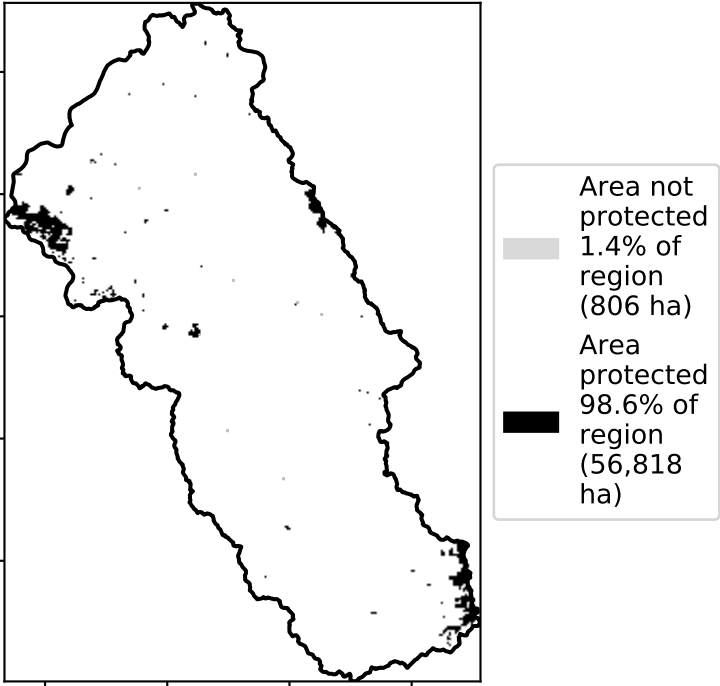 Area not
protected
1.4% of
region
(806 ha)
Area
protected
98.6% of
region
(56,818
ha)